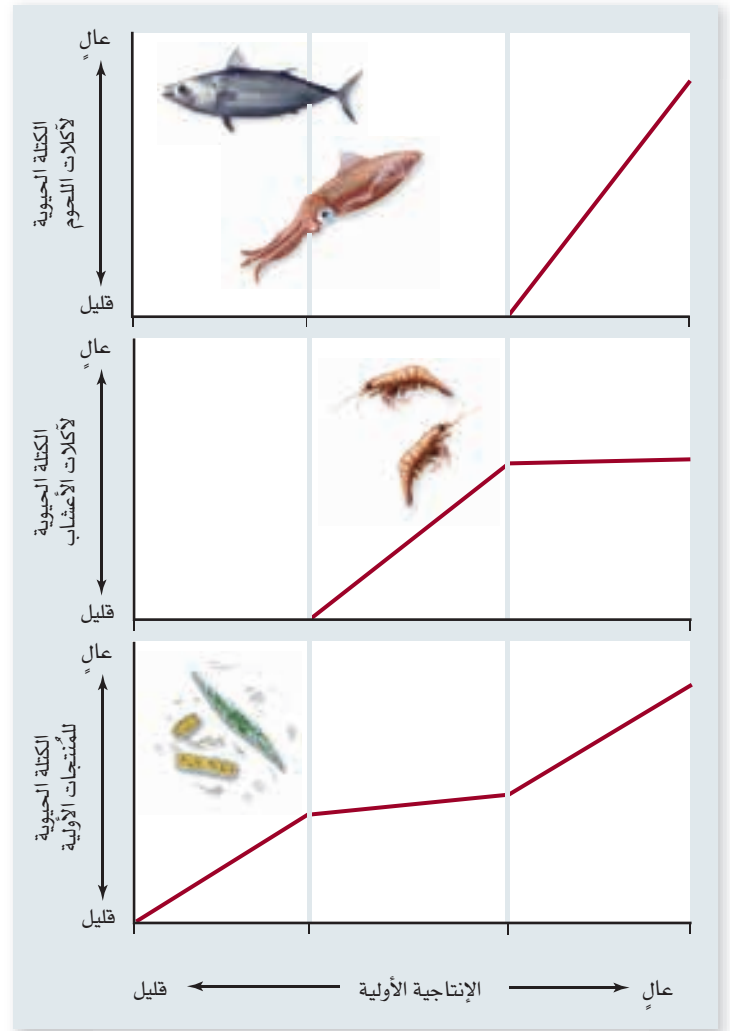 عالٍ
الكتلة الحيوية
لآكلات اللحوم
قليل
عالٍ
الكتلة الحيوية
لآكلات الأعشاب
قليل
عالٍ
الكتلة الحيوية
للمُنتجات الأولية
قليل
عالٍ الإنتاجية الأولية قليل